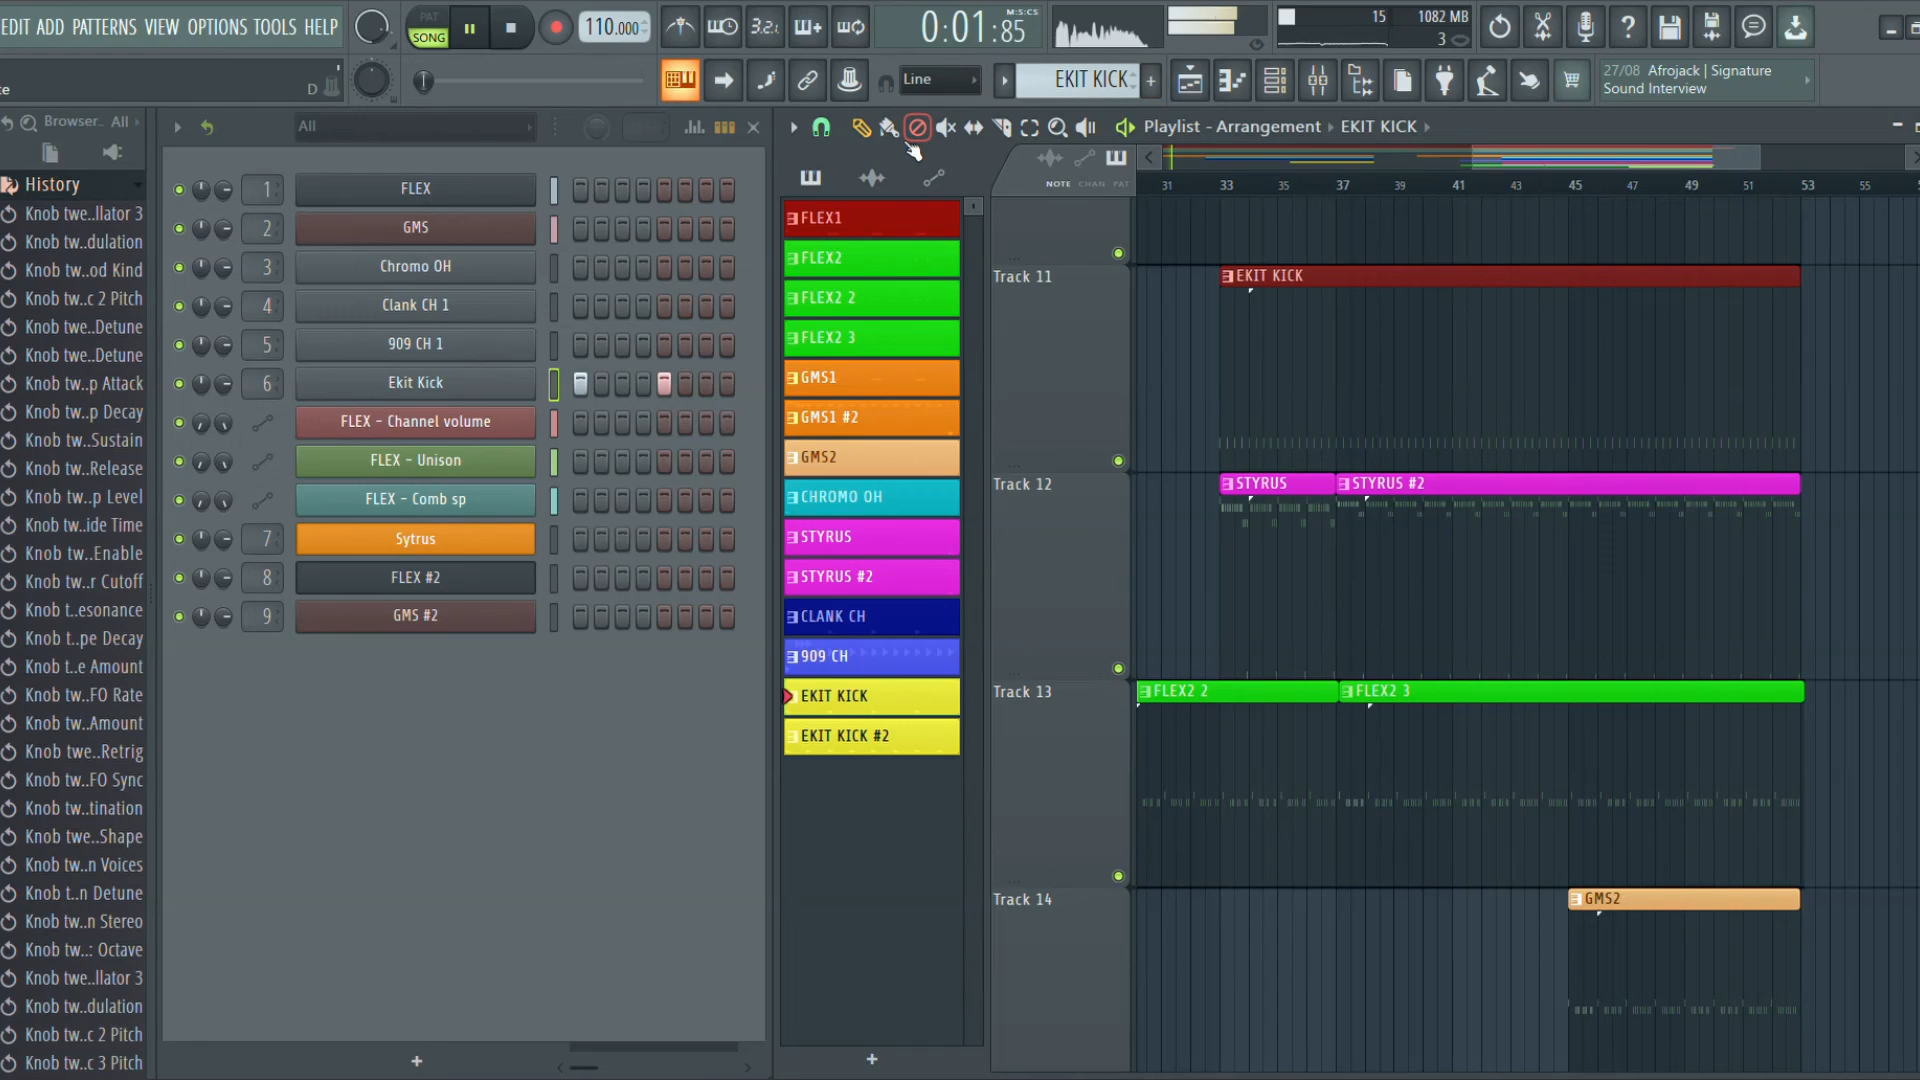 EDIT ADD PATTERNS VIEW OPTIONS TOOLS HELP
PAT
SONG
110.000
3.2.
0:01:85
M:S:CS
15
1082 MB
3
D
Line
EKIT KICK
+
27/08 Afrojack | Signature
Sound Interview
Browser.. All
All
Playlist - Arrangement › EKIT KICK ›
NOTE CHAN PAT
31 33 35 37 39 41 43 45 47 49 51 53 55
History
Knob twe..llator 3
Knob tw..dulation
Knob tw..od Kind
Knob tw..c 2 Pitch
Knob twe..Detune
Knob twe..Detune
Knob tw..p Attack
Knob tw..p Decay
Knob tw..Sustain
Knob tw..Release
Knob tw..p Level
Knob tw..ide Time
Knob tw..Enable
Knob tw..r Cutoff
Knob t..esonance
Knob t..pe Decay
Knob t..e Amount
Knob tw..FO Rate
Knob tw..Amount
Knob twe..Retrig
Knob tw..FO Sync
Knob tw..tination
Knob twe..Shape
Knob tw..n Voices
Knob t..n Detune
Knob tw..n Stereo
Knob tw..: Octave
Knob twe..llator 3
Knob tw..dulation
Knob tw..c 2 Pitch
Knob tw..c 3 Pitch
1 FLEX
2 GMS
3 Chromo OH
4 Clank CH 1
5 909 CH 1
6 Ekit Kick
FLEX - Channel volume
FLEX - Unison
FLEX - Comb sp
7 Sytrus
8 FLEX #2
9 GMS #2
+
FLEX1
FLEX2
FLEX2 2
FLEX2 3
GMS1
GMS1 #2
GMS2
CHROMO OH
STYRUS
STYRUS #2
CLANK CH
909 CH
EKIT KICK
EKIT KICK #2
+
Track 11
EKIT KICK
Track 12
STYRUS
STYRUS #2
Track 13
FLEX2 2
FLEX2 3
Track 14
GMS2